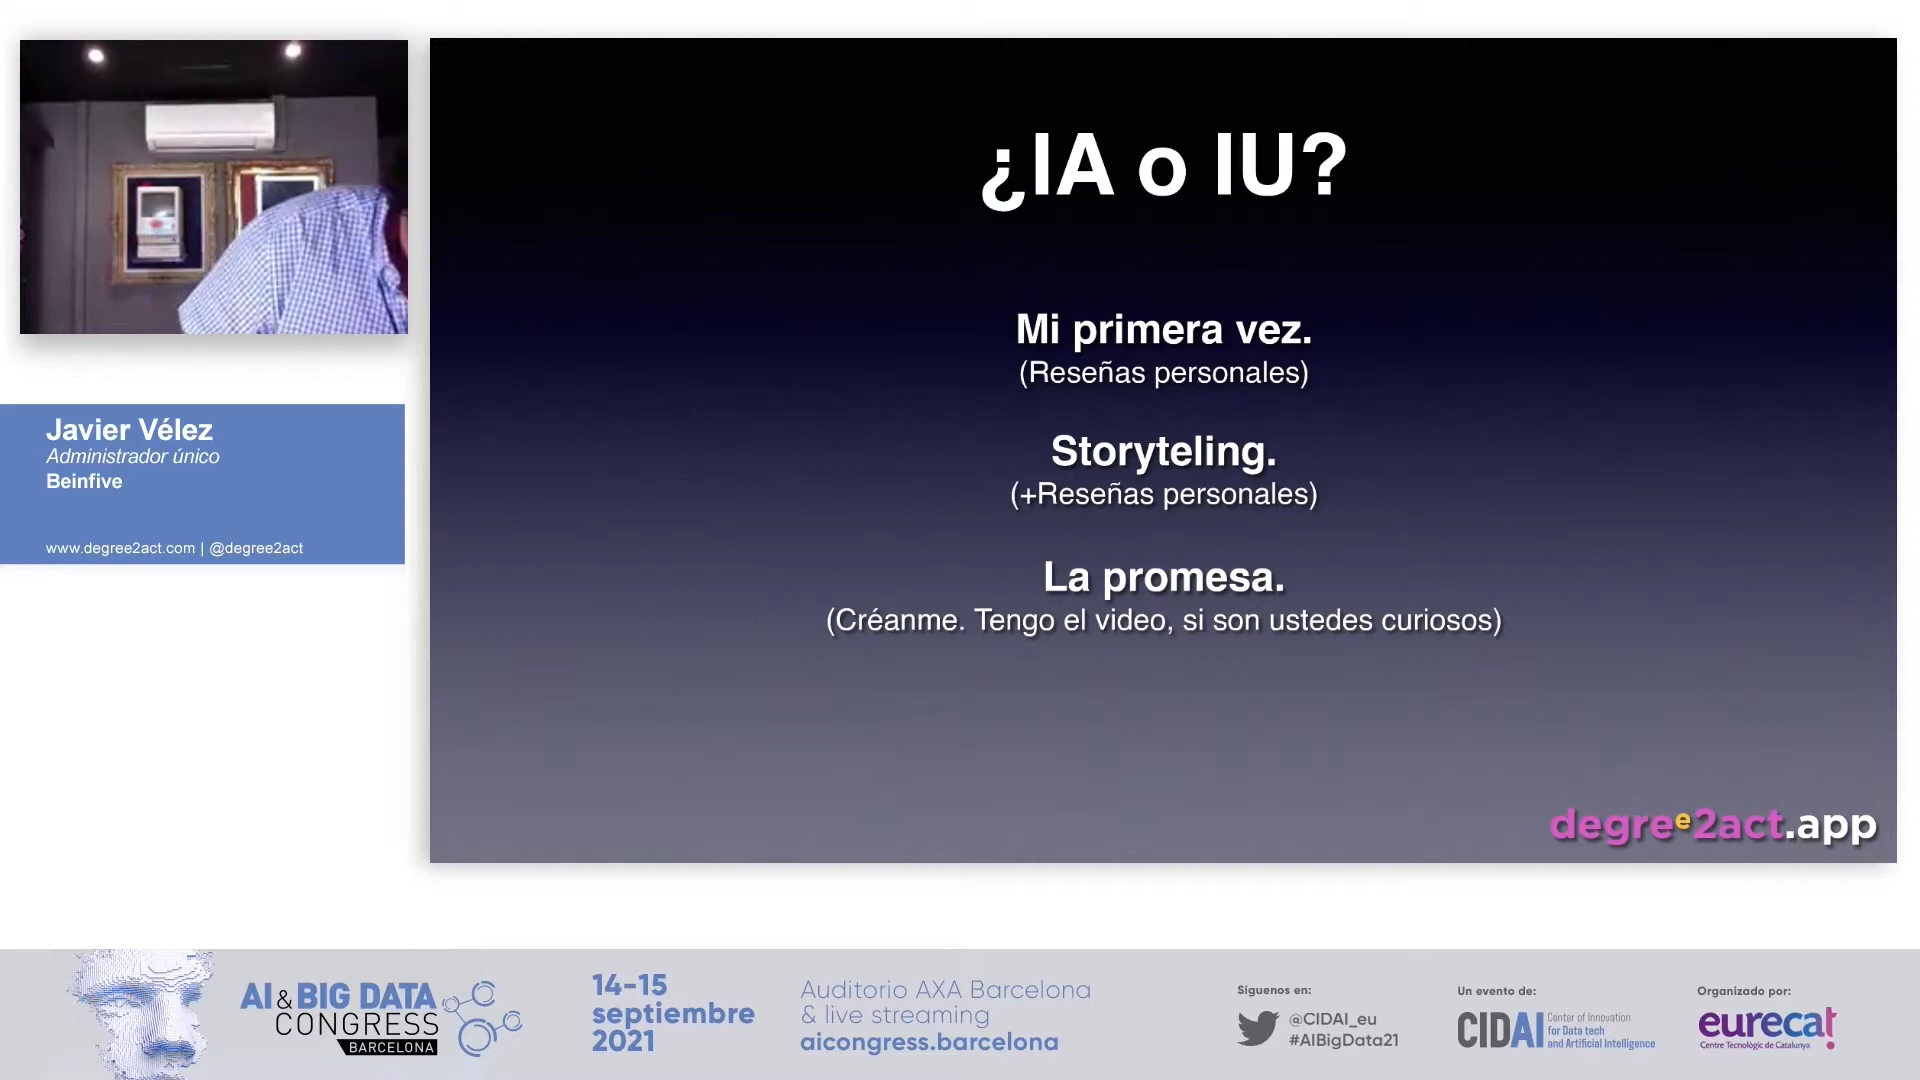 ¿IA o IU?
Mi primera vez.
(Reseñas personales)
Storyteling.
(+Reseñas personales)
La promesa.
(Créanme. Tengo el video, si son ustedes curiosos)
degree2act.app
Javier Vélez
Administrador único
Beinfive
www.degree2act.com | @degree2act
AI & BIG DATA
CONGRESS
BARCELONA
14-15
septiembre
2021
Auditorio AXA Barcelona
& live streaming
aicongress.barcelona
Síguenos en:
@CIDAI_eu
#AIBigData21
Un evento de:
CIDAI
Center of Innovation
for Data tech
and Artificial Intelligence
Organizado por:
eurecat
Centre Tecnològic de Catalunya